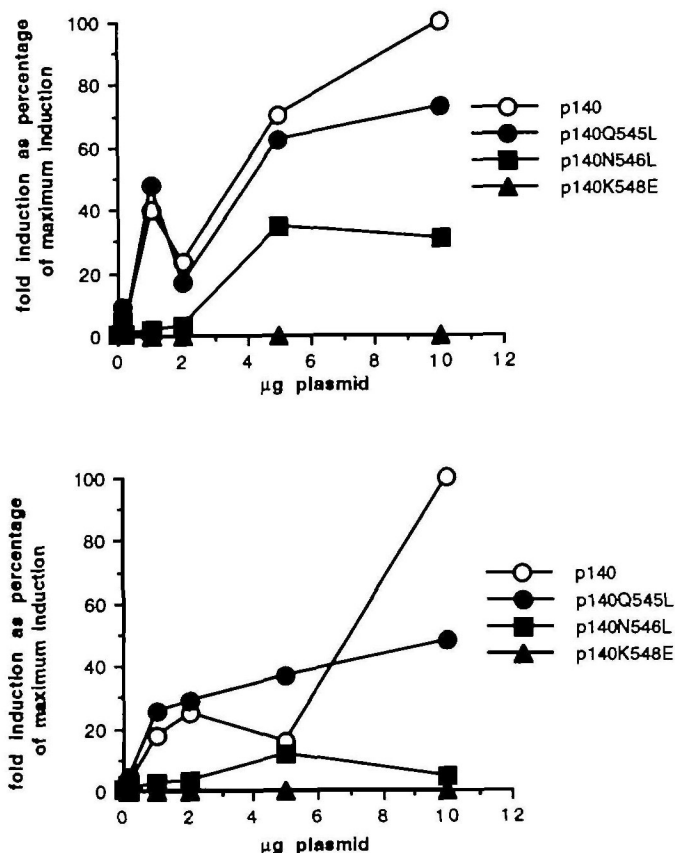 fold induction as percentage
of maximum induction
100
80
60
40
20
0
0
2
4
6
8
10
12
µg plasmid
p140
p140Q545L
p140N546L
p140K548E
fold induction as percentage
of maximum induction
100
80
60
40
20
0
0
2
4
6
8
10
12
µg plasmid
p140
p140Q545L
p140N546L
p140K548E